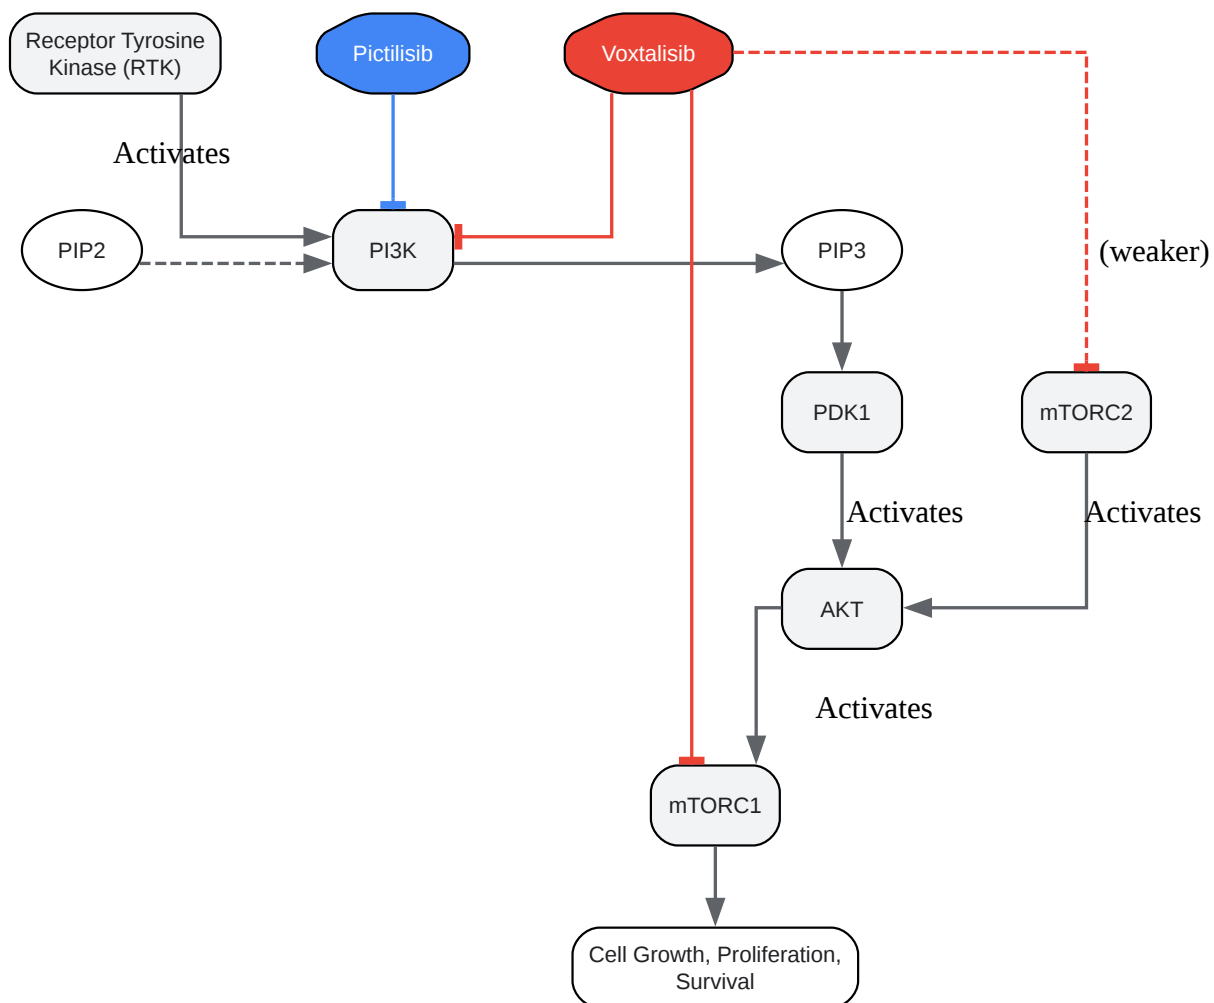 Receptor Tyrosine
Kinase (RTK)
Pictilisib
Voxtalisib
Activates
PIP2
PI3K
PIP3
(weaker)
PDK1
mTORC2
Activates
Activates
AKT
Activates
mTORC1
Cell Growth, Proliferation,
Survival